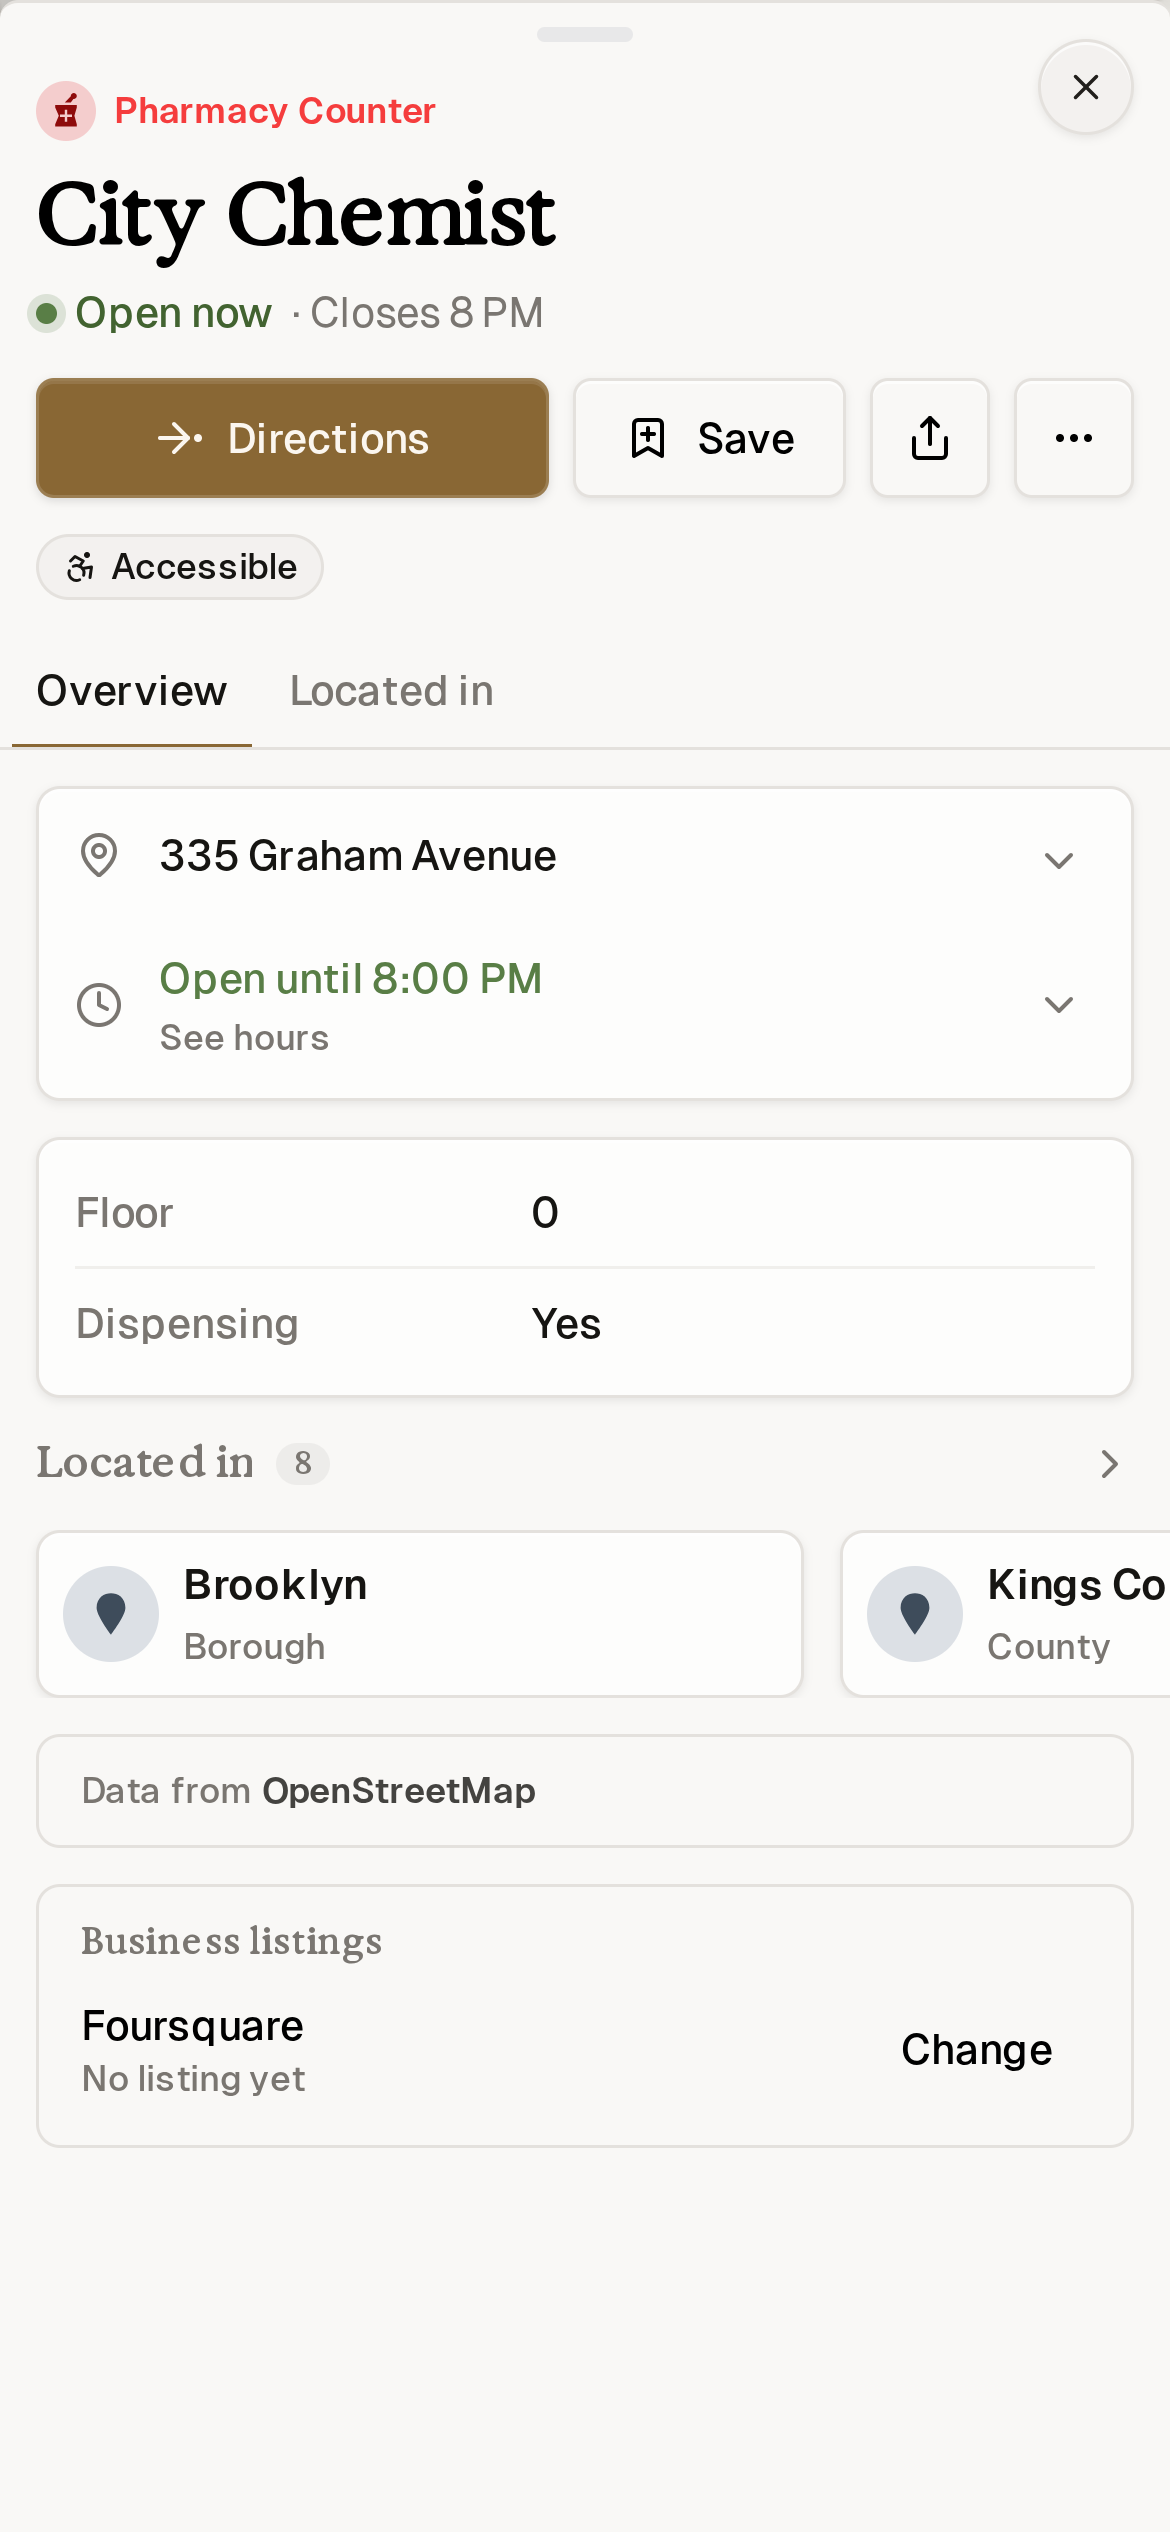 Pharmacy Counter
City Chemist
Open now · Closes 8 PM
Directions
Save
Accessible
Overview
Located in
335 Graham Avenue
Open until 8:00 PM
See hours
Floor 0
Dispensing Yes
Located in 8
Brooklyn
Borough
Kings Co
County
Data from OpenStreetMap
Business listings
Foursquare
No listing yet
Change